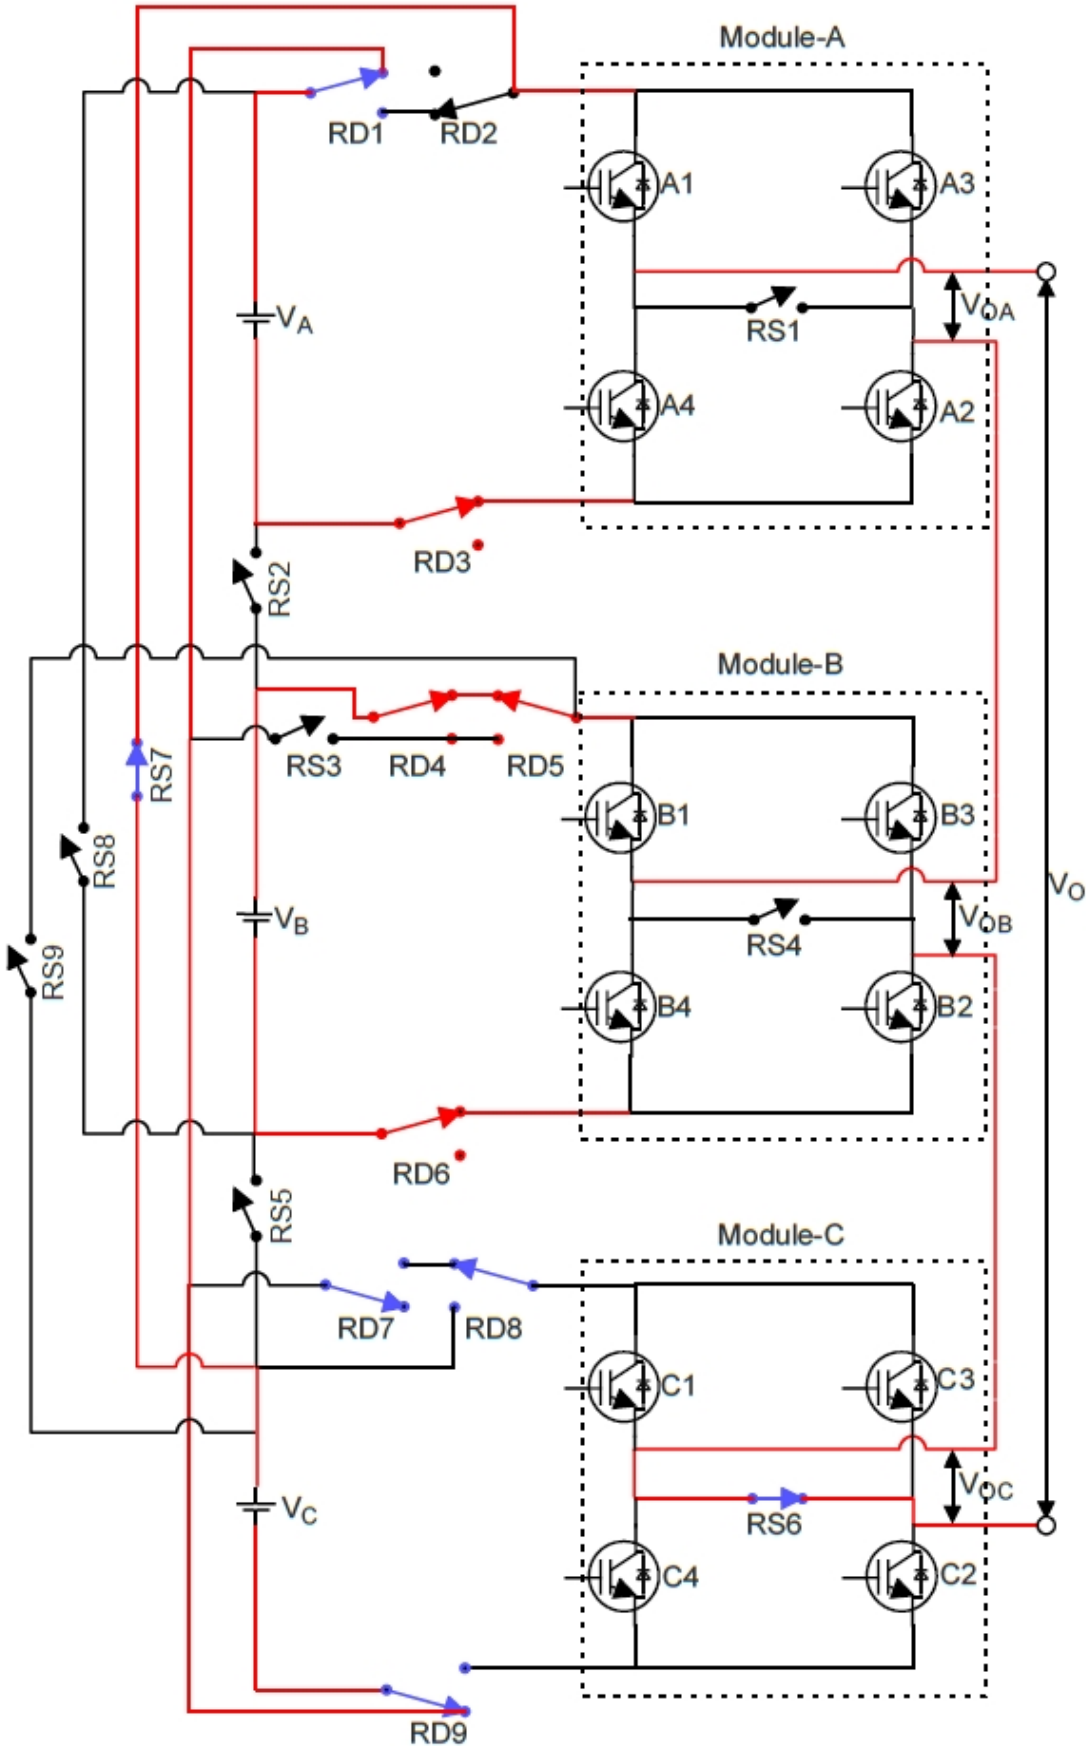 Module-A
RD1
RD2
A1
A3
VA
VOA
RS1
A4
A2
RD3
RS2
Module-B
RS3
RD4
RD5
RS7
B1
B3
RS8
VO
VB
VOB
RS4
RS9
B4
B2
RD6
RS5
Module-C
RD7
RD8
C1
C3
VOC
VC
RS6
C4
C2
RD9